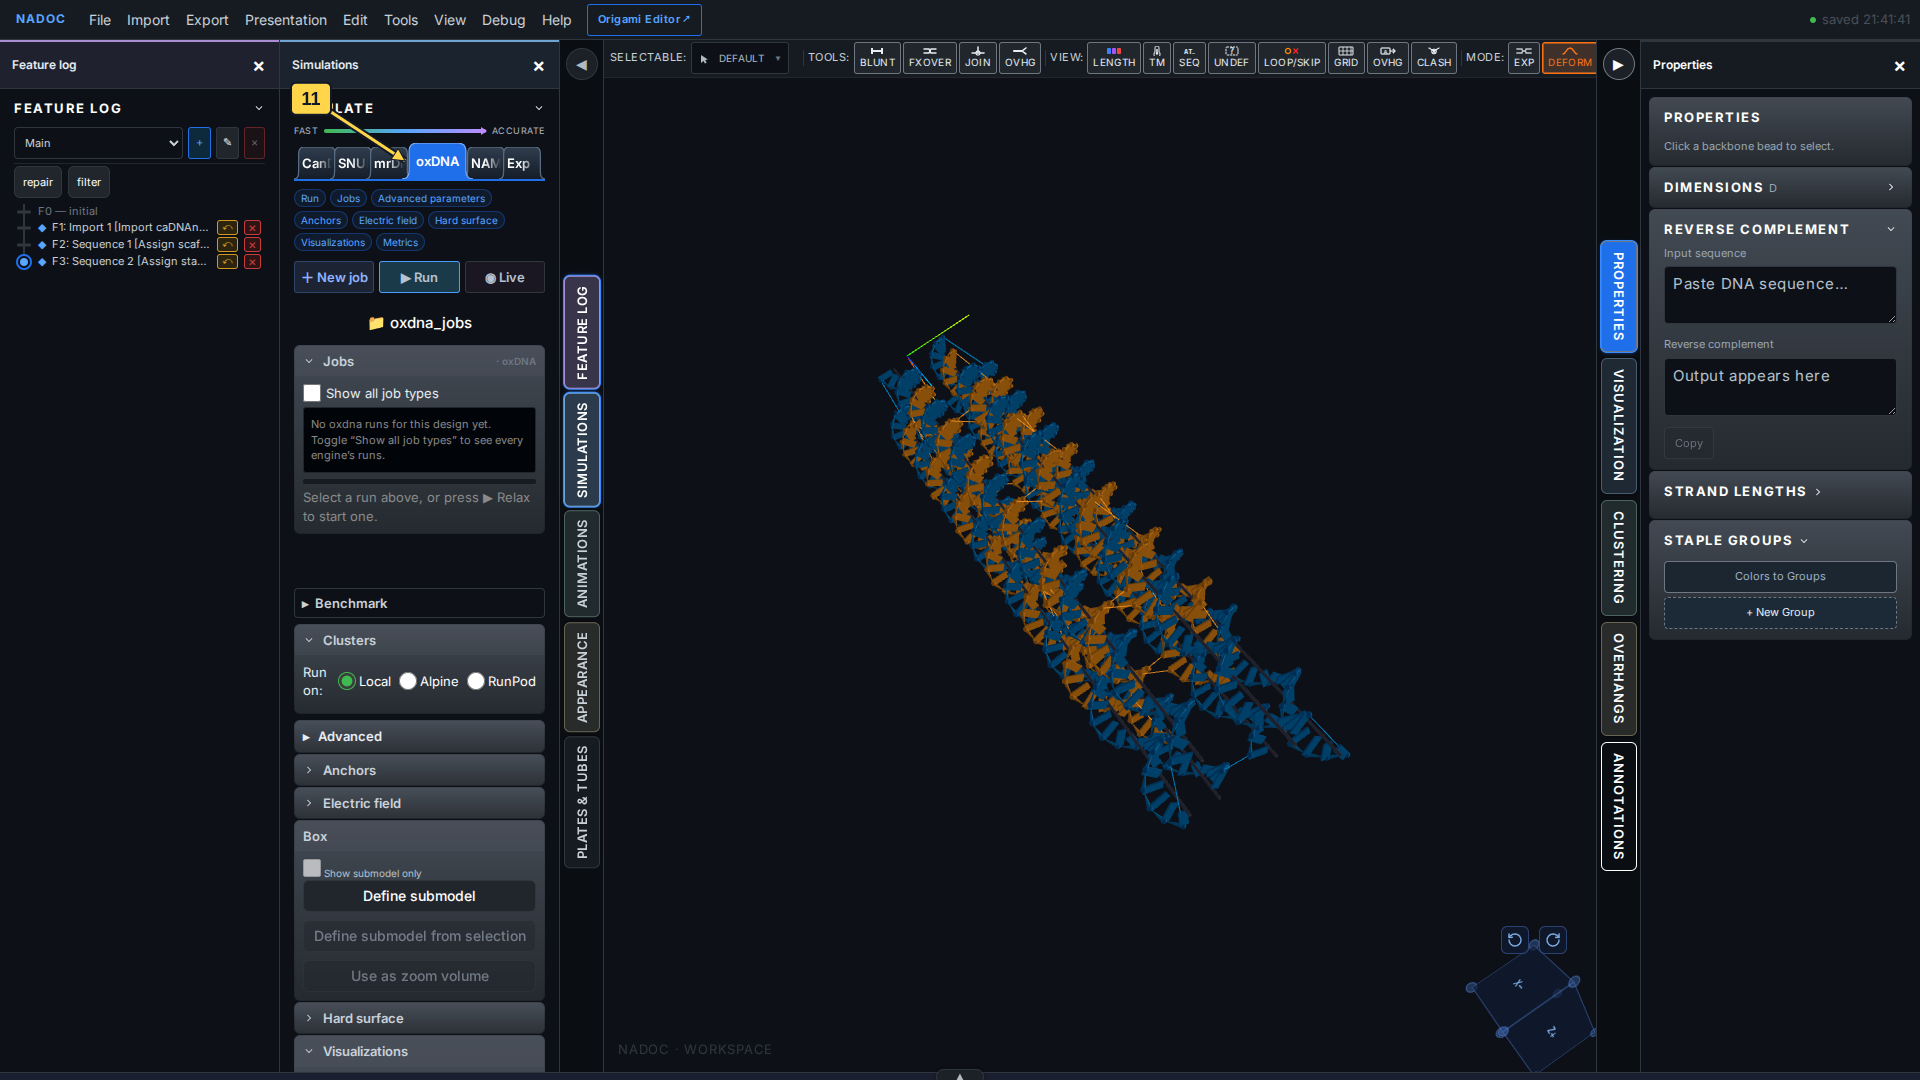 NADOC File Import Export Presentation Edit Tools View Debug Help Origami Editor↗ saved 21:41:41
Feature log ×
FEATURE LOG
Main + ✎ ×
repair filter
F0 — initial
F1: Import 1 [Import caDNAn...
F2: Sequence 1 [Assign scaf...
F3: Sequence 2 [Assign sta...
Simulations ×
11 LATE
FAST ACCURATE
Can SNU mrD oxDNA NAM Exp
Run Jobs Advanced parameters
Anchors Electric field Hard surface
Visualizations Metrics
+ New job ▶ Run ◉ Live
📁 oxdna_jobs
Jobs · oxDNA
Show all job types
No oxdna runs for this design yet.
Toggle “Show all job types” to see every
engine’s runs.
Select a run above, or press ▶ Relax
to start one.
▶ Benchmark
Clusters
Run
on: Local Alpine RunPod
▶ Advanced
Anchors
Electric field
Box
Show submodel only
Define submodel
Define submodel from selection
Use as zoom volume
Hard surface
Visualizations
◀
FEATURE LOG
SIMULATIONS
ANIMATIONS
APPEARANCE
PLATES & TUBES
SELECTABLE: DEFAULT ▾ TOOLS: BLUNT FXOVER JOIN OVHG VIEW: LENGTH TM SEQ UNDEF LOOP/SKIP GRID OVHG CLASH MODE: EXP DEFORM
NADOC · WORKSPACE
▲
▶
PROPERTIES
VISUALIZATION
CLUSTERING
OVERHANGS
ANNOTATIONS
Properties ×
PROPERTIES
Click a backbone bead to select.
DIMENSIONS D
REVERSE COMPLEMENT
Input sequence
Paste DNA sequence...
Reverse complement
Output appears here
Copy
STRAND LENGTHS
STAPLE GROUPS
Colors to Groups
+ New Group